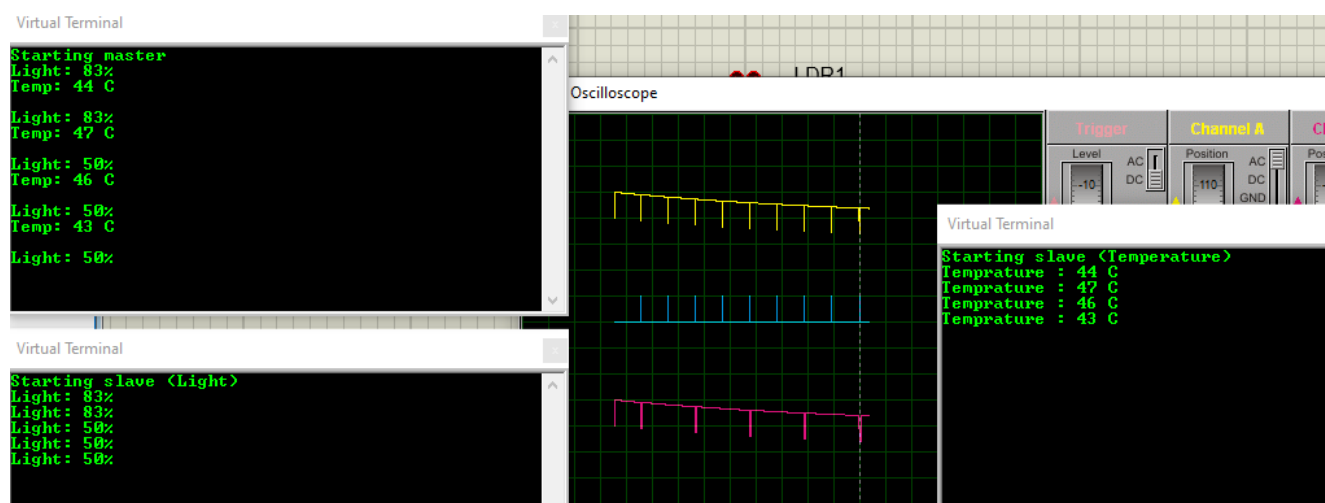 Virtual Terminal
Starting master
Light: 83%
Temp: 44 C
Light: 83%
Temp: 47 C
Light: 50%
Temp: 46 C
Light: 50%
Temp: 43 C
Light: 50%
LDR1
Oscilloscope
Trigger
Level
AC
DC
-10
Channel A
Position
AC
DC
GND
110
Virtual Terminal
Starting slave (Temperature)
Temprature : 44 C
Temprature : 47 C
Temprature : 46 C
Temprature : 43 C
Virtual Terminal
Starting slave (Light)
Light: 83%
Light: 83%
Light: 50%
Light: 50%
Light: 50%